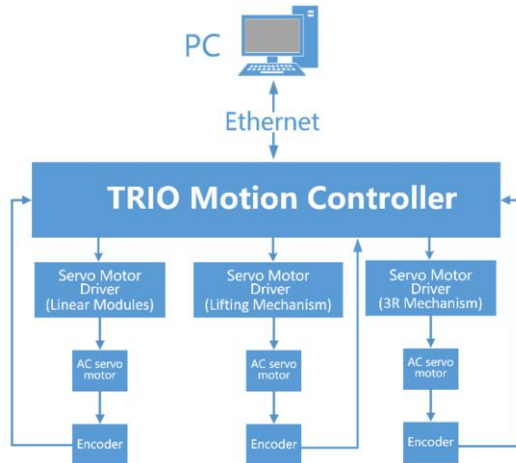 PC
Ethernet
TRIO Motion Controller
Servo Motor
Driver
(Linear Modules)
Servo Motor
Driver
(Lifting Mechanism)
Servo Motor
Driver
(3R Mechanism)
AC servo
motor
AC servo
motor
AC servo
motor
Encoder
Encoder
Encoder